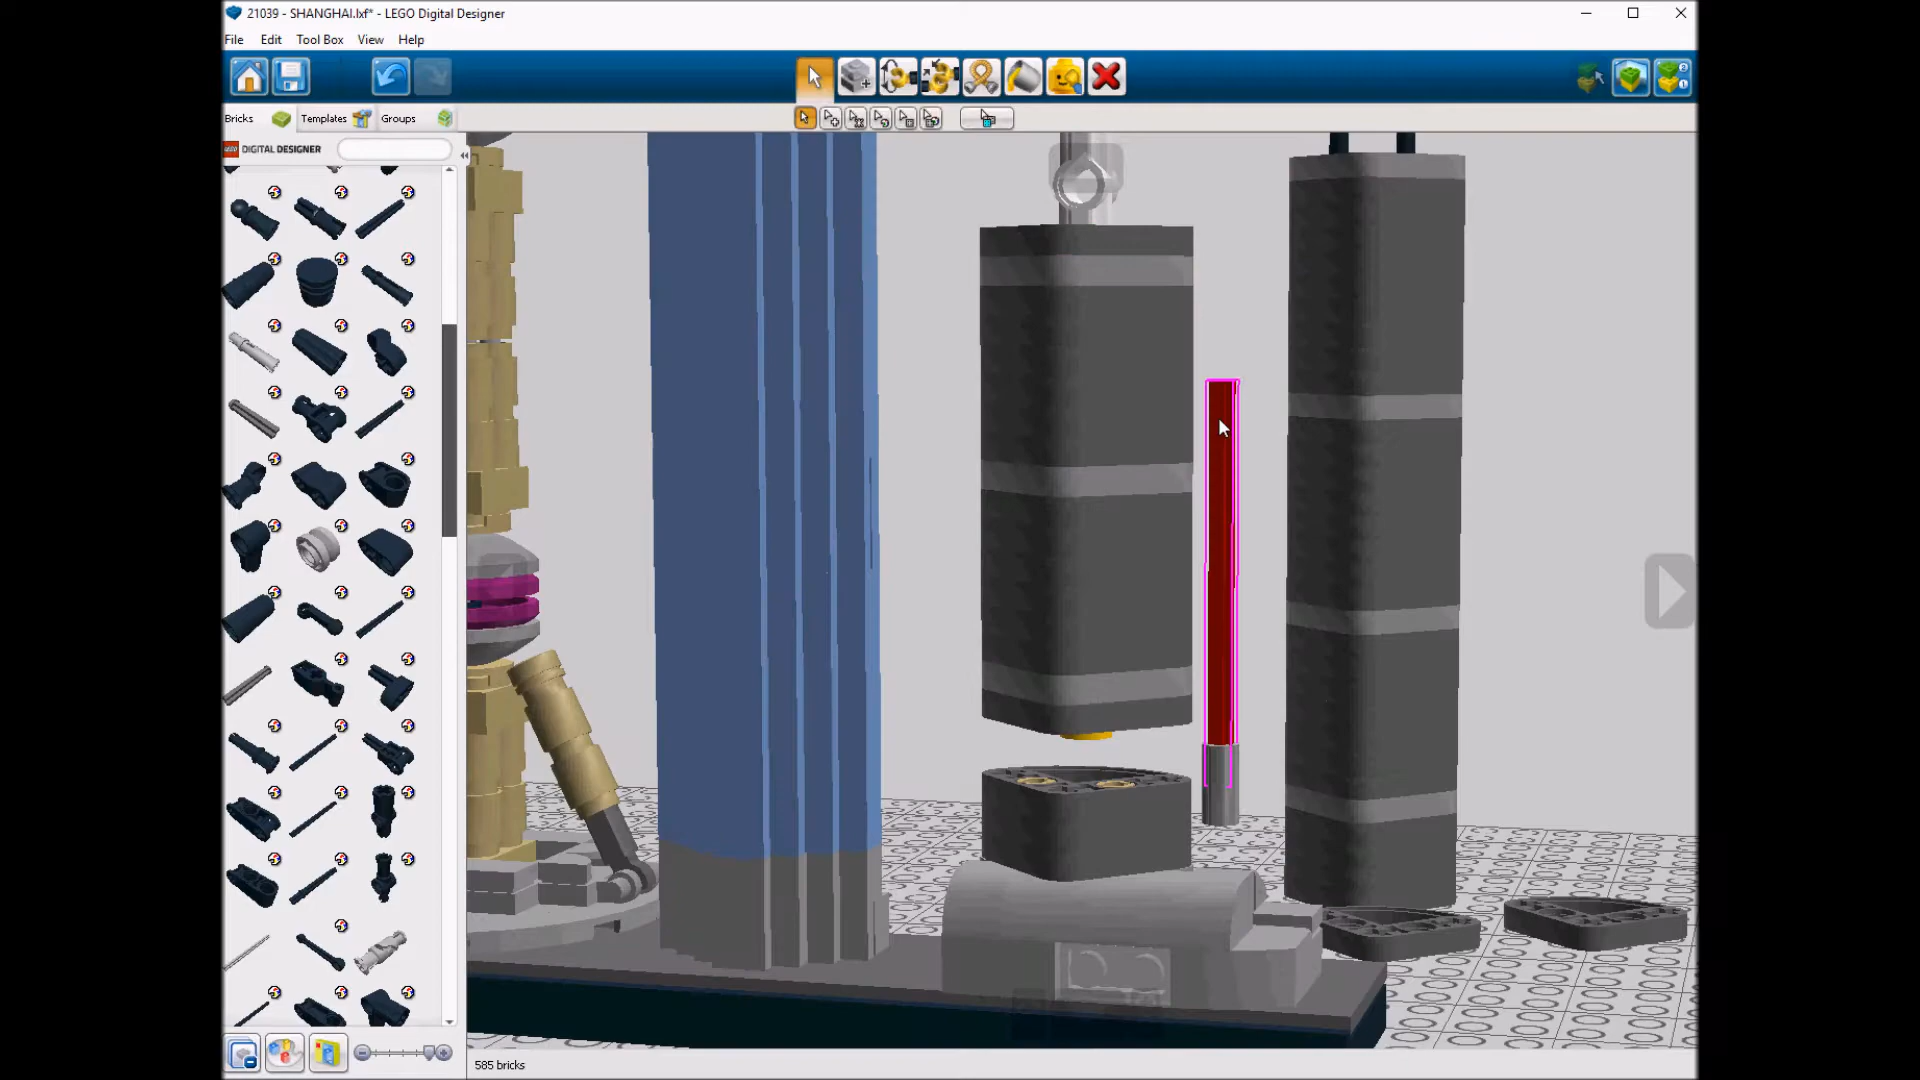 21039 - SHANGHAI.lxf* - LEGO Digital Designer
File Edit Tool Box View Help
Bricks Templates Groups
LEGO DIGITAL DESIGNER
585 bricks